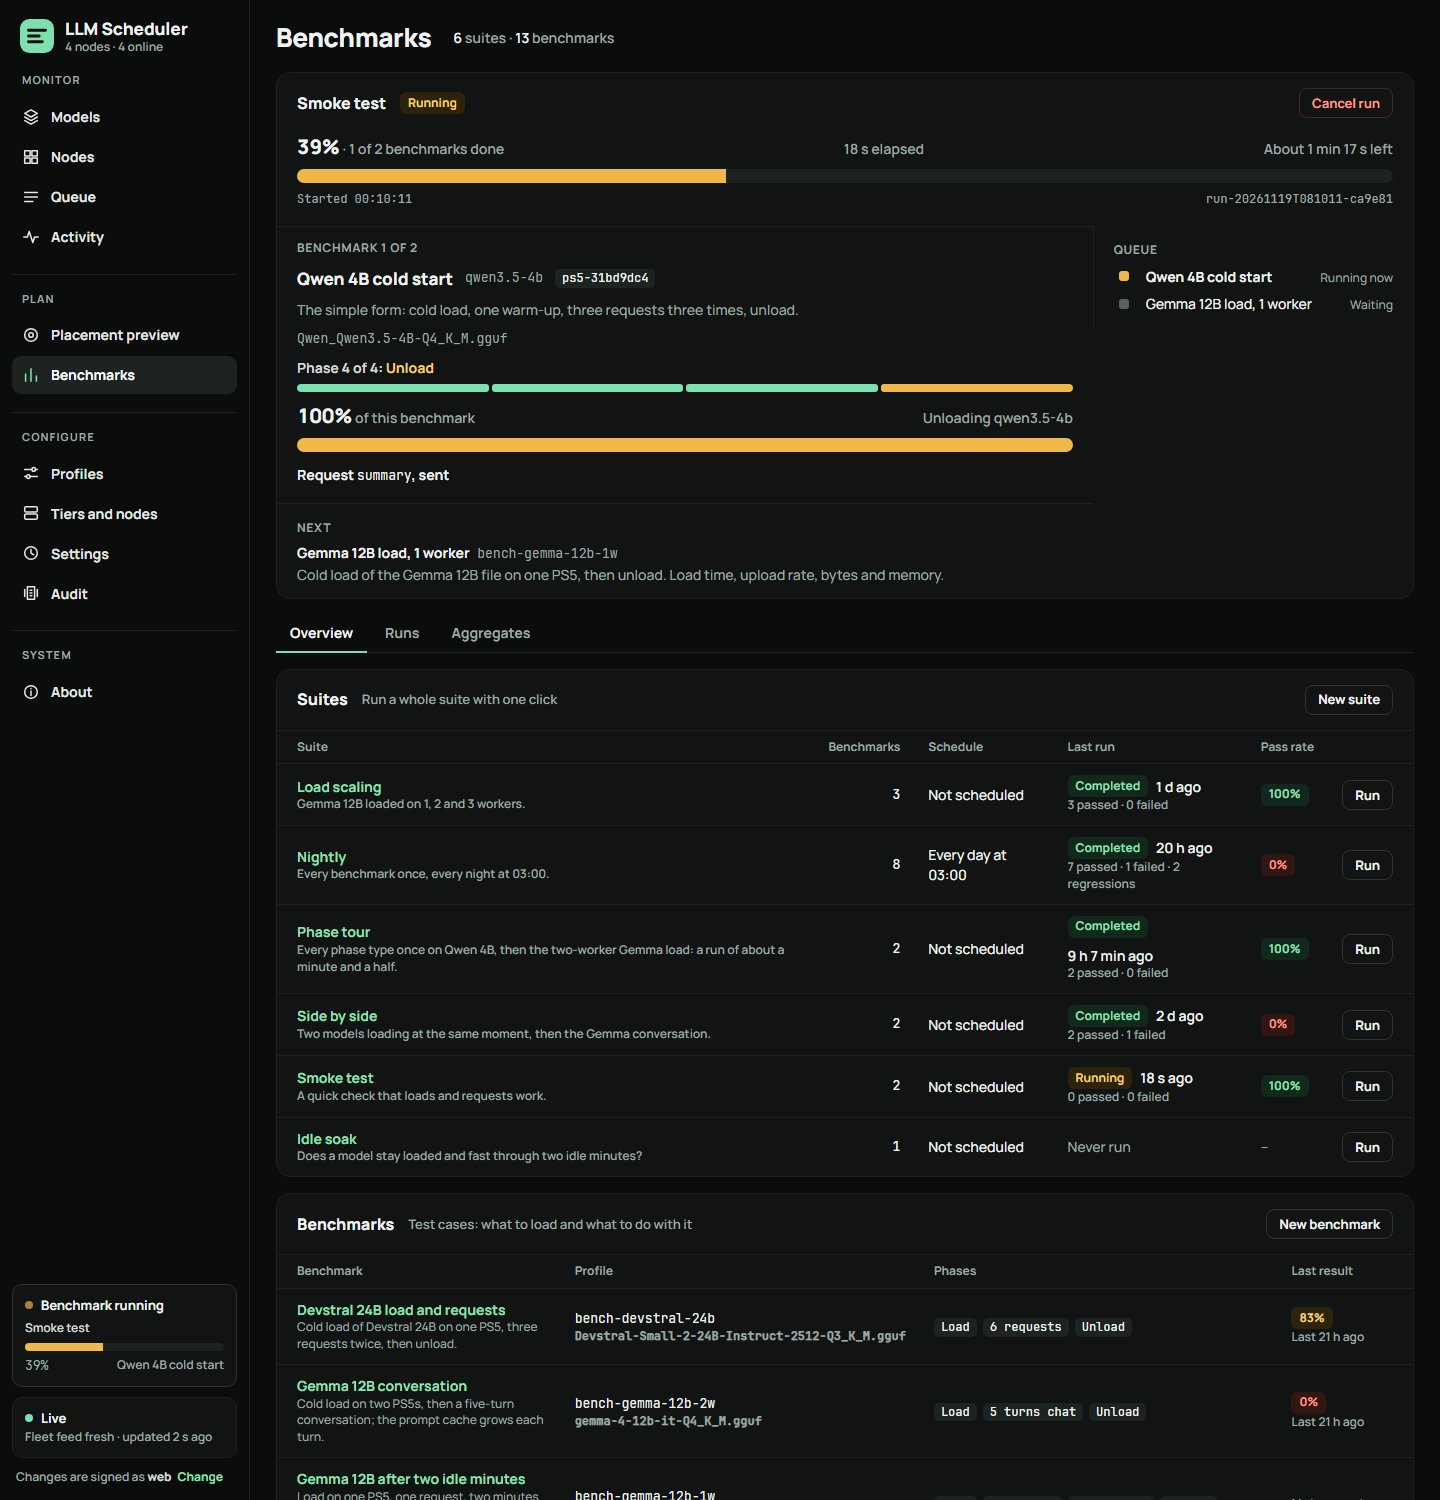 LLM Scheduler
4 nodes · 4 online
MONITOR
Models
Nodes
Queue
Activity
PLAN
Placement preview
Benchmarks
CONFIGURE
Profiles
Tiers and nodes
Settings
Audit
SYSTEM
About
Benchmark running
Smoke test
39% Qwen 4B cold start
Live
Fleet feed fresh · updated 2 s ago
Changes are signed as web Change
Benchmarks 6 suites · 13 benchmarks
Smoke test Running Cancel run
39% · 1 of 2 benchmarks done 18 s elapsed About 1 min 17 s left
Started 00:10:11 run-20261119T081011-ca9e81
BENCHMARK 1 OF 2
Qwen 4B cold start qwen3.5-4b ps5-31bd9dc4
The simple form: cold load, one warm-up, three requests three times, unload.
Qwen_Qwen3.5-4B-Q4_K_M.gguf
Phase 4 of 4: Unload
100% of this benchmark Unloading qwen3.5-4b
Request summary, sent
QUEUE
Qwen 4B cold start Running now
Gemma 12B load, 1 worker Waiting
NEXT
Gemma 12B load, 1 worker bench-gemma-12b-1w
Cold load of the Gemma 12B file on one PS5, then unload. Load time, upload rate, bytes and memory.
Overview Runs Aggregates
Suites Run a whole suite with one click New suite
Suite Benchmarks Schedule Last run Pass rate
Load scaling
Gemma 12B loaded on 1, 2 and 3 workers.
3 Not scheduled Completed 1 d ago
3 passed · 0 failed
100% Run
Nightly
Every benchmark once, every night at 03:00.
8 Every day at
03:00
Completed 20 h ago
7 passed · 1 failed · 2
regressions
0% Run
Phase tour
Every phase type once on Qwen 4B, then the two-worker Gemma load: a run of about a
minute and a half.
2 Not scheduled Completed
9 h 7 min ago
2 passed · 0 failed
100% Run
Side by side
Two models loading at the same moment, then the Gemma conversation.
2 Not scheduled Completed 2 d ago
2 passed · 1 failed
0% Run
Smoke test
A quick check that loads and requests work.
2 Not scheduled Running 18 s ago
0 passed · 0 failed
100% Run
Idle soak
Does a model stay loaded and fast through two idle minutes?
1 Not scheduled Never run – Run
Benchmarks Test cases: what to load and what to do with it New benchmark
Benchmark Profile Phases Last result
Devstral 24B load and requests
Cold load of Devstral 24B on one PS5, three
requests twice, then unload.
bench-devstral-24b
Devstral-Small-2-24B-Instruct-2512-Q3_K_M.gguf
Load 6 requests Unload
83%
Last 21 h ago
Gemma 12B conversation
Cold load on two PS5s, then a five-turn
conversation; the prompt cache grows each
turn.
bench-gemma-12b-2w
gemma-4-12b-it-Q4_K_M.gguf
Load 5 turns chat Unload
0%
Last 21 h ago
Gemma 12B after two idle minutes
Load on one PS5, one request, two minutes
bench-gemma-12b-1w